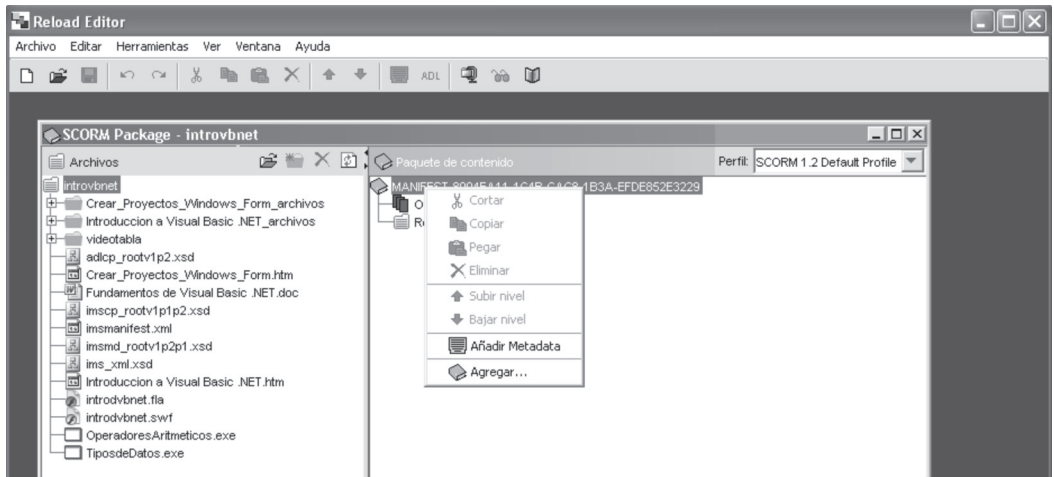 Reload Editor
Archivo Editar Herramientas Ver Ventana Ayuda
ADL
SCORM Package - introvbnet
Archivos
Paquete de contenido
Perfil: SCORM 1.2 Default Profile
introvbnet
Crear_Proyectos_Windows_Form_archivos
Introduccion a Visual Basic .NET_archivos
videotabla
adlcp_rootv1p2.xsd
Crear_Proyectos_Windows_Form.htm
Fundamentos de Visual Basic .NET.doc
imscp_rootv1p1p2.xsd
imsmanifest.xml
imsmd_rootv1p2p1.xsd
ims_xml.xsd
Introduccion a Visual Basic .NET.htm
introdvbnet.fla
introdvbnet.swf
OperadoresAritmeticos.exe
TiposdeDatos.exe
O
Re
Cortar
Copiar
Pegar
Eliminar
Subir nivel
Bajar nivel
Añadir Metadata
Agregar...